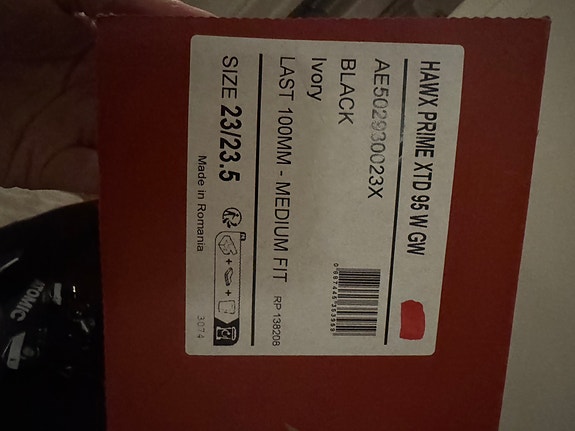 HAWX PRIME XTD 95 W GW
AE502930023X
BLACK
Ivory
LAST 100MM - MEDIUM FIT
RP 138208
SIZE 23/23.5
Made in Romania
3074
ATOMIC